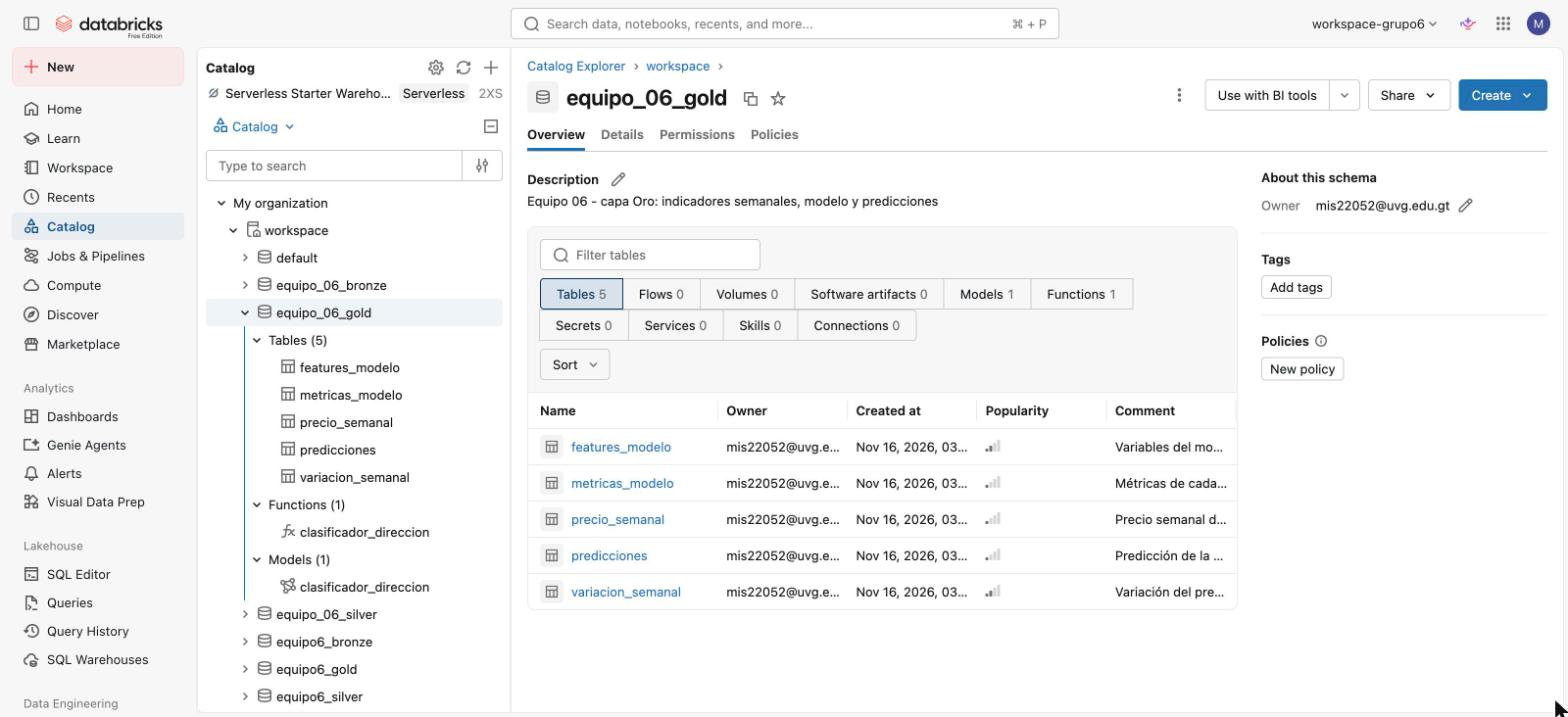 databricks
Free Edition
Search data, notebooks, recents, and more...
⌘ + P
workspace-grupo6
M
New
Home
Learn
Workspace
Recents
Catalog
Jobs & Pipelines
Compute
Discover
Marketplace
Analytics
Dashboards
Genie Agents
Alerts
Visual Data Prep
Lakehouse
SQL Editor
Queries
Query History
SQL Warehouses
Data Engineering
Catalog
Serverless Starter Wareho... Serverless 2XS
Catalog
Type to search
My organization
workspace
default
equipo_06_bronze
equipo_06_gold
Tables (5)
features_modelo
metricas_modelo
precio_semanal
predicciones
variacion_semanal
Functions (1)
fx clasificador_direccion
Models (1)
clasificador_direccion
equipo_06_silver
equipo6_bronze
equipo6_gold
equipo6_silver
Catalog Explorer › workspace ›
equipo_06_gold
Use with BI tools
Share
Create
Overview Details Permissions Policies
Description
Equipo 06 - capa Oro: indicadores semanales, modelo y predicciones
Filter tables
Tables 5 Flows 0 Volumes 0 Software artifacts 0 Models 1 Functions 1
Secrets 0 Services 0 Skills 0 Connections 0
Sort
Name Owner Created at Popularity Comment
features_modelo mis22052@uvg.e... Nov 16, 2026, 03... Variables del mo...
metricas_modelo mis22052@uvg.e... Nov 16, 2026, 03... Métricas de cada...
precio_semanal mis22052@uvg.e... Nov 16, 2026, 03... Precio semanal d...
predicciones mis22052@uvg.e... Nov 16, 2026, 03... Predicción de la ...
variacion_semanal mis22052@uvg.e... Nov 16, 2026, 03... Variación del pre...
About this schema
Owner mis22052@uvg.edu.gt
Tags
Add tags
Policies
New policy